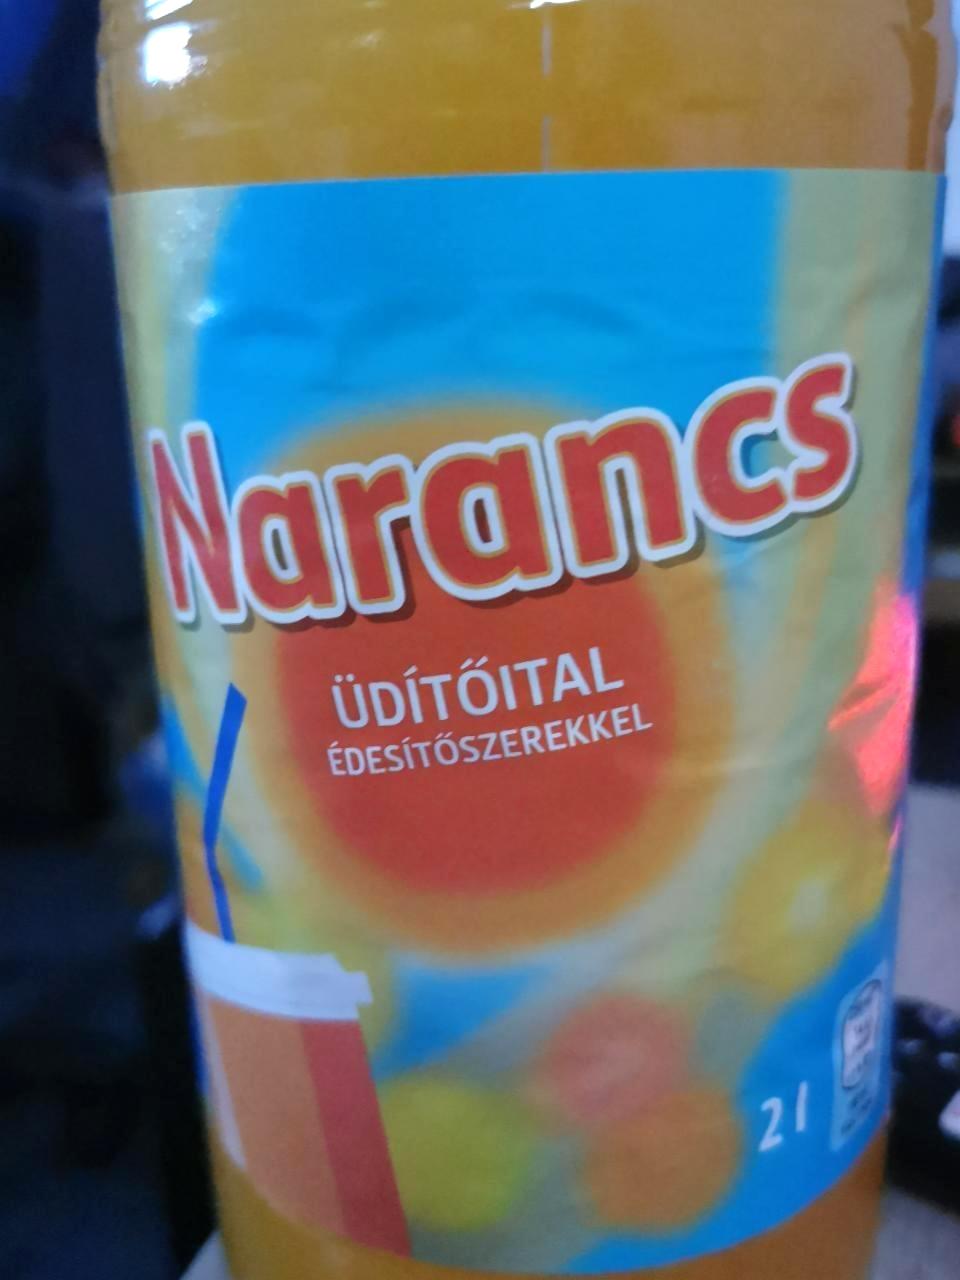 Narancs
ÜDÍTŐITAL
ÉDESÍTŐSZEREKKEL
2 l